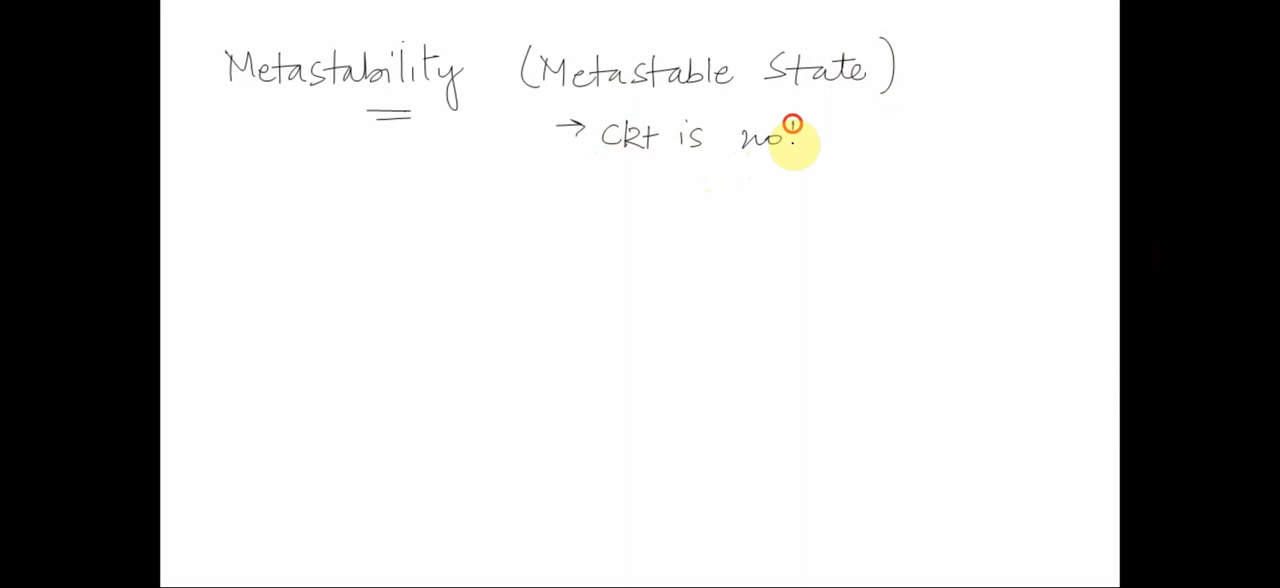 Metastability (Metastable State)
→ Ckt is no